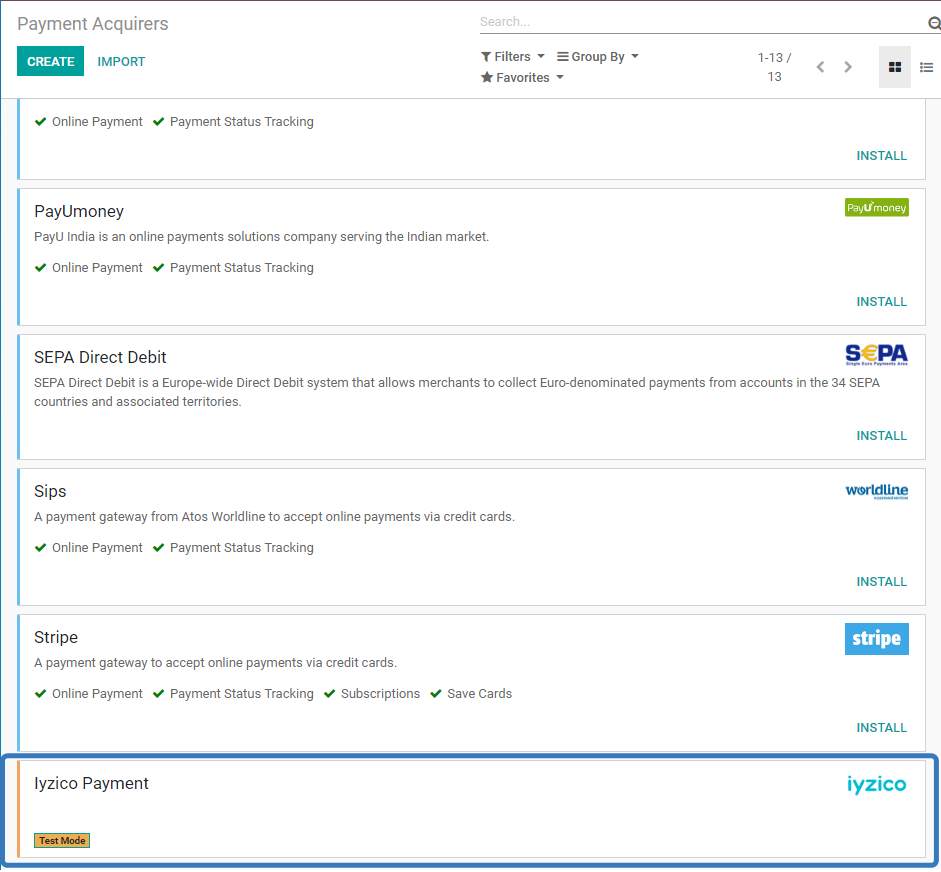 Payment Acquirers
Search...
CREATE IMPORT
Filters Group By
Favorites
1-13 /
13
Online Payment Payment Status Tracking
INSTALL
PayUmoney
PayUmoney
PayU India is an online payments solutions company serving the Indian market.
Online Payment Payment Status Tracking
INSTALL
SEPA Direct Debit
S€PA
Single Euro Payments Area
SEPA Direct Debit is a Europe-wide Direct Debit system that allows merchants to collect Euro-denominated payments from accounts in the 34 SEPA
countries and associated territories.
INSTALL
Sips
worldline
A payment gateway from Atos Worldline to accept online payments via credit cards.
Online Payment Payment Status Tracking
INSTALL
Stripe
stripe
A payment gateway to accept online payments via credit cards.
Online Payment Payment Status Tracking Subscriptions Save Cards
INSTALL
Iyzico Payment
iyzico
Test Mode